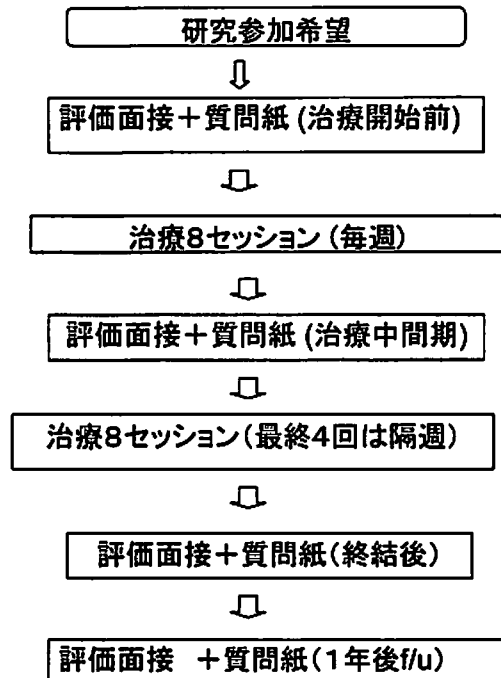 研究参加希望
評価面接＋質問紙 (治療開始前)
治療8セッション (毎週)
評価面接＋質問紙 (治療中間期)
治療8セッション(最終4回は隔週)
評価面接＋質問紙(終結後)
評価面接 ＋質問紙(1年後f/u)